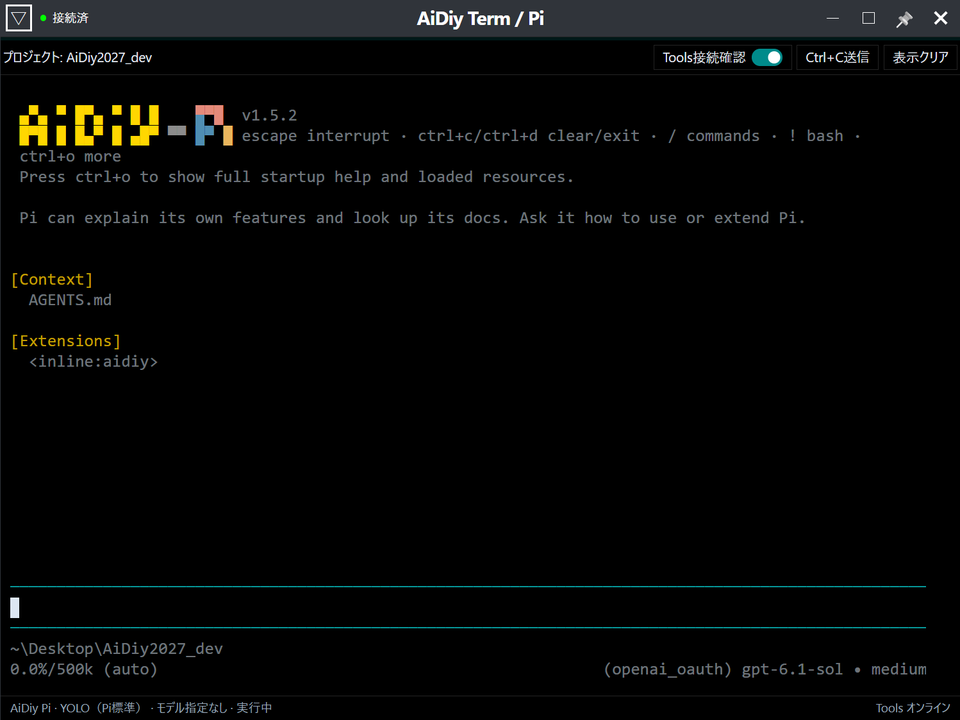 接続済
AiDiy Term / Pi
プロジェクト: AiDiy2027_dev
Tools接続確認
Ctrl+C送信
表示クリア
AiDiy-Pi v1.5.2
escape interrupt · ctrl+c/ctrl+d clear/exit · / commands · ! bash ·
ctrl+o more
Press ctrl+o to show full startup help and loaded resources.
Pi can explain its own features and look up its docs. Ask it how to use or extend Pi.
[Context]
AGENTS.md
[Extensions]
<inline:aidiy>
~\Desktop\AiDiy2027_dev
0.0%/500k (auto)
(openai_oauth) gpt-6.1-sol • medium
AiDiy Pi · YOLO（Pi標準） · モデル指定なし · 実行中
Tools オンライン